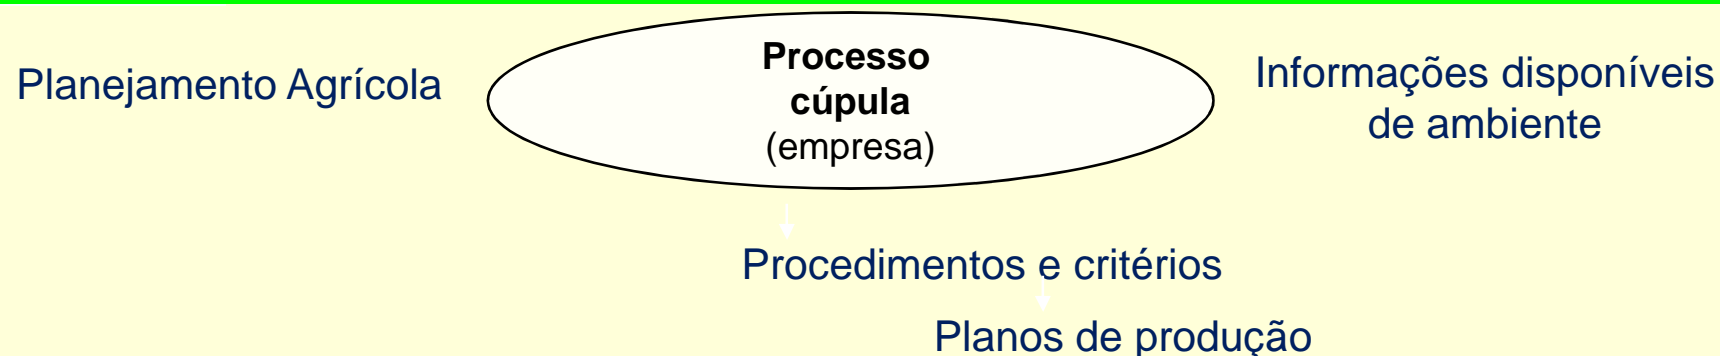 Planejamento Agrícola
Processo
cúpula
(empresa)
Informações disponíveis
de ambiente
Procedimentos e critérios
Planos de produção